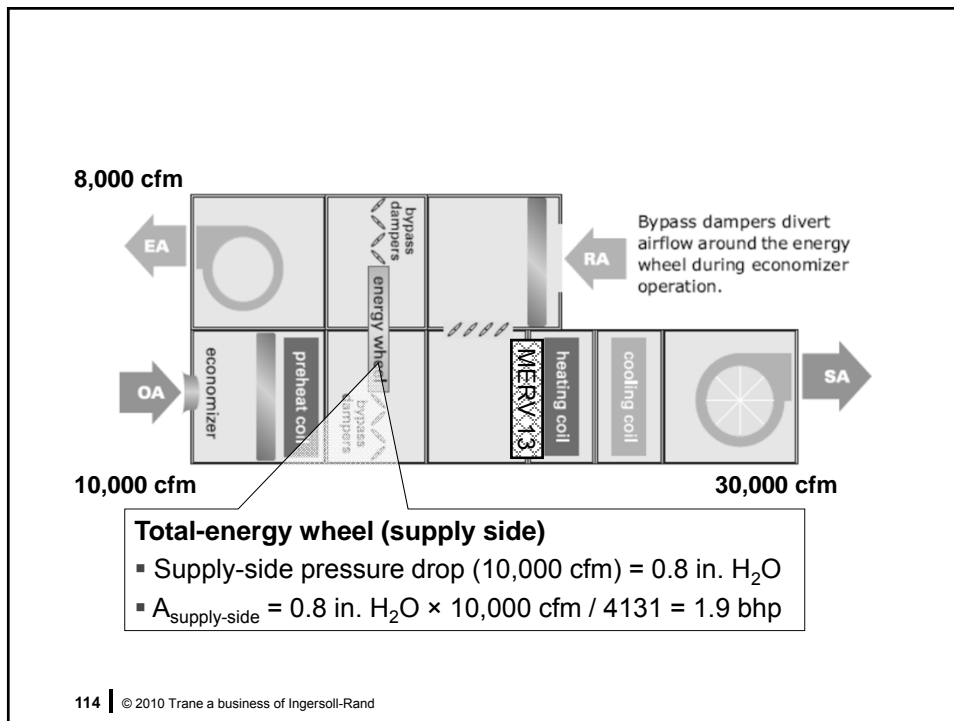 8,000 cfm
EA
bypass
dampers
energy wheel
RA
Bypass dampers divert
airflow around the energy
wheel during economizer
operation.
OA
economizer
preheat coil
bypass
dampers
MERV 13
heating coil
cooling coil
SA
10,000 cfm
30,000 cfm
Total-energy wheel (supply side)
▪ Supply-side pressure drop (10,000 cfm) = 0.8 in. H₂O
▪ A_supply-side = 0.8 in. H₂O × 10,000 cfm / 4131 = 1.9 bhp
114 | © 2010 Trane a business of Ingersoll-Rand